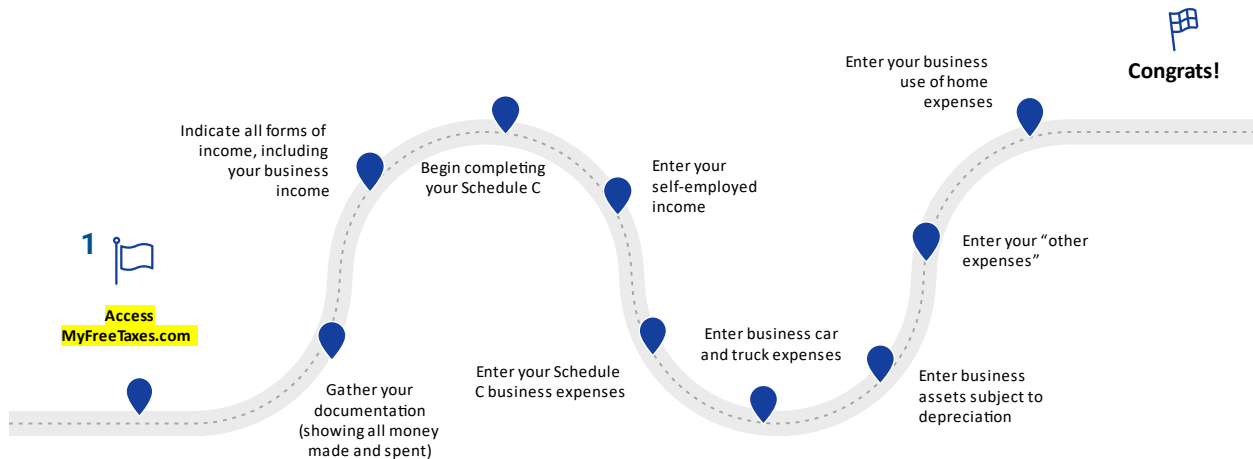 1
Access
MyFreeTaxes.com
Gather your
documentation
(showing all money
made and spent)
Indicate all forms of
income, including
your business
income
Begin completing
your Schedule C
Enter your
self-employed
income
Enter your Schedule
C business expenses
Enter business car
and truck expenses
Enter business
assets subject to
depreciation
Enter your “other
expenses”
Enter your business
use of home
expenses
Congrats!